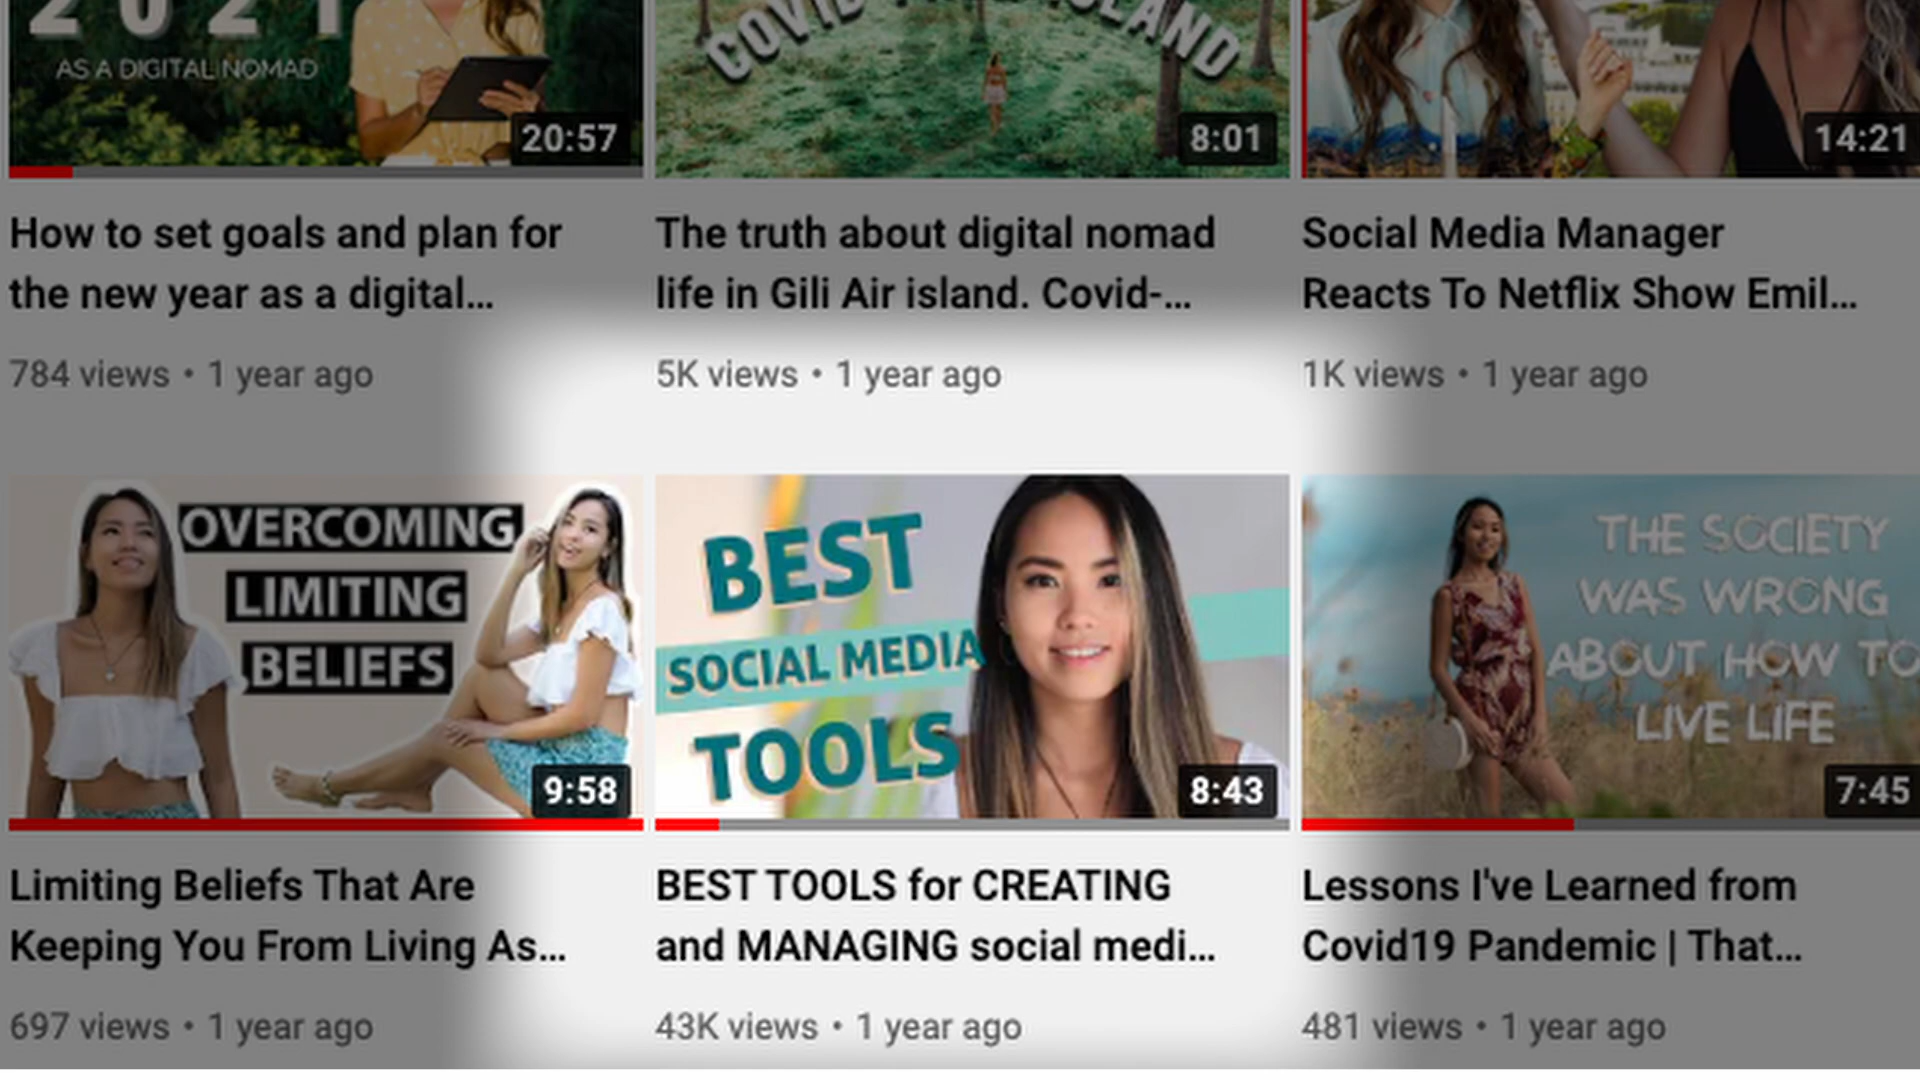 2021
AS A DIGITAL NOMAD
20:57
COVID ISLAND
8:01
14:21
How to set goals and plan for
the new year as a digital...
784 views • 1 year ago
The truth about digital nomad
life in Gili Air island. Covid-...
5K views • 1 year ago
Social Media Manager
Reacts To Netflix Show Emil...
1K views • 1 year ago
OVERCOMING
LIMITING
BELIEFS
9:58
BEST
SOCIAL MEDIA
TOOLS
8:43
THE SOCIETY
WAS WRONG
ABOUT HOW TO
LIVE LIFE
7:45
Limiting Beliefs That Are
Keeping You From Living As...
697 views • 1 year ago
BEST TOOLS for CREATING
and MANAGING social medi...
43K views • 1 year ago
Lessons I've Learned from
Covid19 Pandemic | That...
481 views • 1 year ago